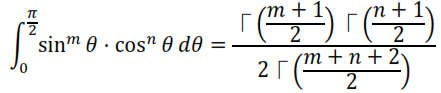 ∫₀^{π/2} sin^m θ · cos^n θ dθ = Γ((m + 1)/2) Γ((n + 1)/2) / 2 Γ((m + n + 2)/2)